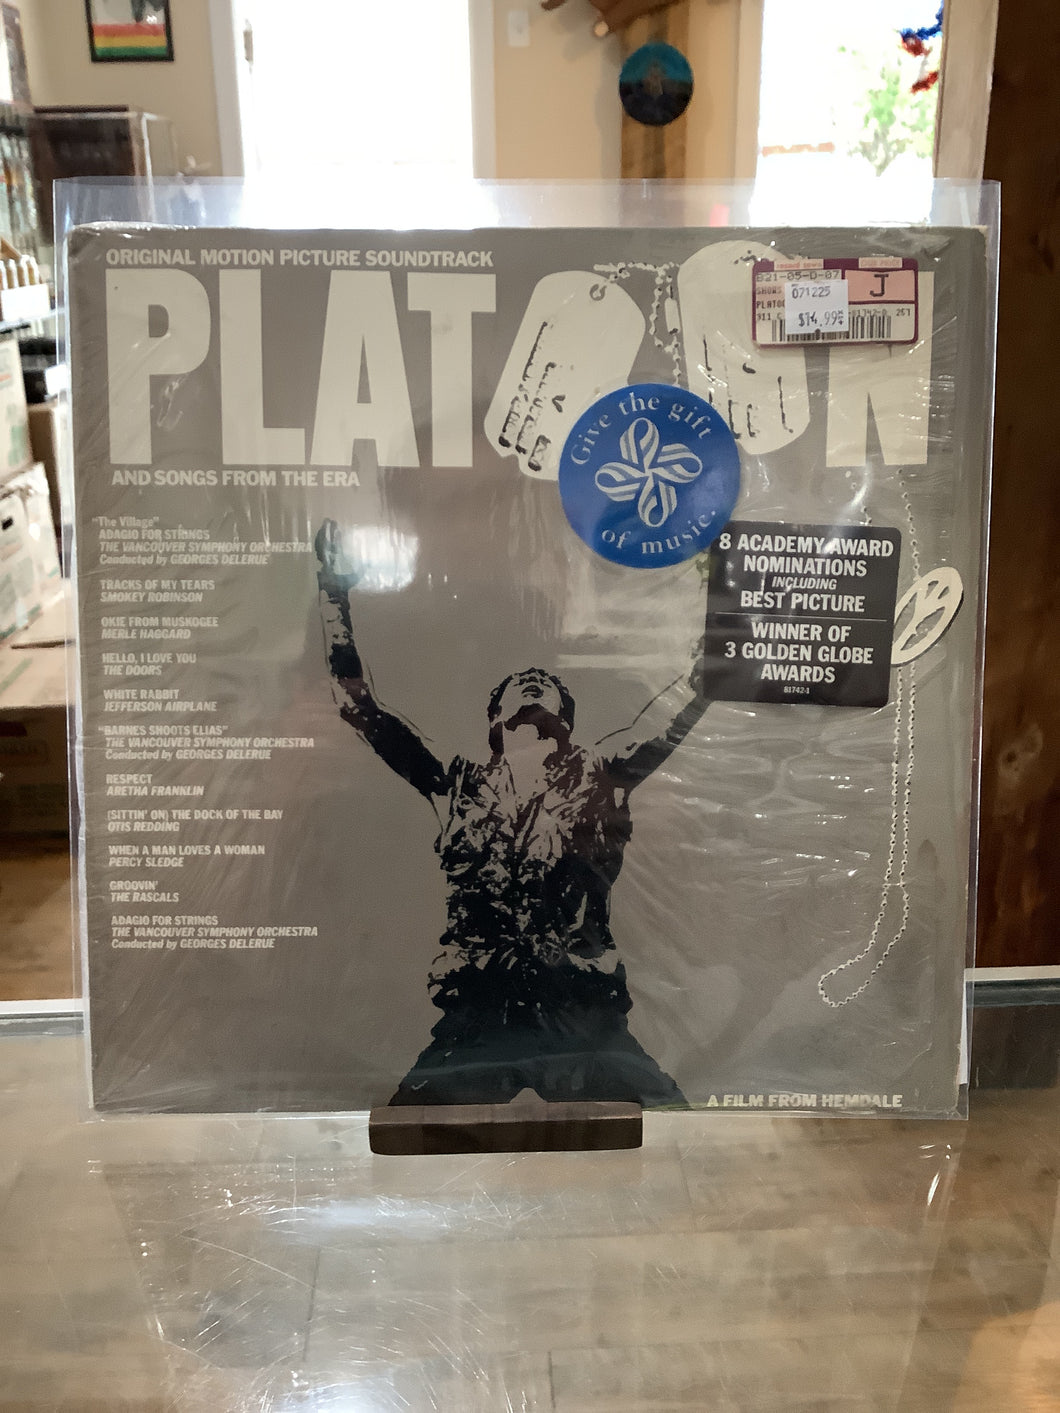 ORIGINAL MOTION PICTURE SOUNDTRACK
PLATOON
AND SONGS FROM THE ERA
B21-05-D-07
J
SHOWS
071225
PLATOO
$14.99
Give the gift
of music.
"The Village"
ADAGIO FOR STRINGS
THE VANCOUVER SYMPHONY ORCHESTRA
Conducted by GEORGES DELERUE
TRACKS OF MY TEARS
SMOKEY ROBINSON
OKIE FROM MUSKOGEE
MERLE HAGGARD
HELLO, I LOVE YOU
THE DOORS
WHITE RABBIT
JEFFERSON AIRPLANE
"BARNES SHOOTS ELIAS"
THE VANCOUVER SYMPHONY ORCHESTRA
Conducted by GEORGES DELERUE
RESPECT
ARETHA FRANKLIN
(SITTIN' ON) THE DOCK OF THE BAY
OTIS REDDING
WHEN A MAN LOVES A WOMAN
PERCY SLEDGE
GROOVIN'
THE RASCALS
ADAGIO FOR STRINGS
THE VANCOUVER SYMPHONY ORCHESTRA
Conducted by GEORGES DELERUE
8 ACADEMY AWARD
NOMINATIONS
INCLUDING
BEST PICTURE
WINNER OF
3 GOLDEN GLOBE
AWARDS
81742-1
A FILM FROM HEMDALE